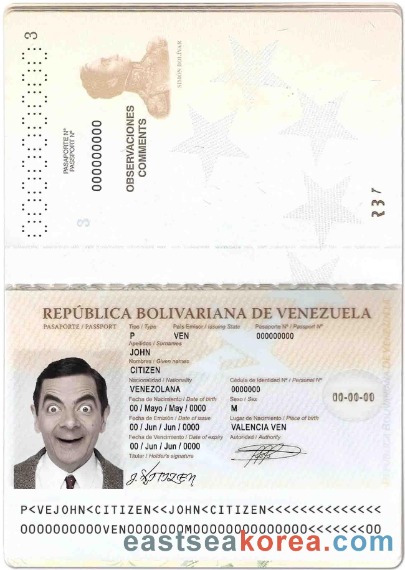 3
PASAPORTE Nº
PASSPORT Nº
000000000
OBSERVACIONES
COMMENTS
SIMÓN BOLÍVAR
REPÚBLICA BOLIVARIANA DE VENEZUELA
PASAPORTE / PASSPORT
Tipo / Type País Emisor / Issuing State Pasaporte Nº / Passport Nº
P VEN 000000000
Apellidos / Surnames
JOHN
Nombres / Given names
CITIZEN
Nacionalidad / Nationality Cédula de Identidad Nº / Personal Nº
VENEZOLANA 0000000
Fecha de Nacimiento / Date of birth Sexo / Sex
00 / Mayo / May / 0000 M
00-00-00
Fecha de Emisión / Date of issue Lugar de Nacimiento / Place of birth
00 / Jun / Jun / 0000 VALENCIA VEN
Fecha de Vencimiento / Date of expiry Autoridad / Authority
00 / Jun / Jun / 0000
Titular / Holder's signature
P<VEJOHN<CITIZEN<<JOHN<CITIZEN<<<<<<<<<<<<<<<
0000000000VEN0000000M00000000000000<<<<<<<00
eastseakorea.com